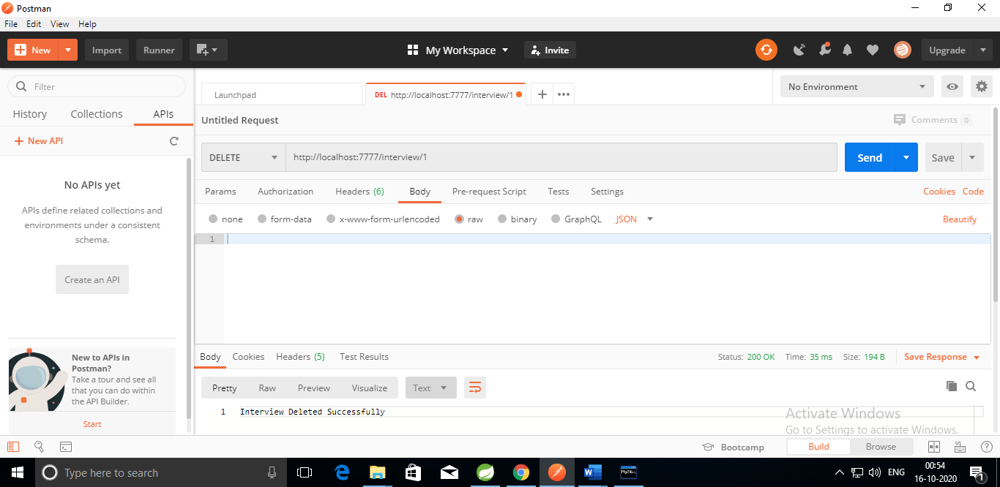 Postman
File Edit View Help
New Import Runner My Workspace Invite Upgrade
Filter
History Collections APIs
New API
No APIs yet
APIs define related collections and
environments under a consistent
schema.
Create an API
New to APIs in
Postman?
Take a tour and see all
that you can do within
the API Builder.
Start
Launchpad DEL http://localhost:7777/interview/1 No Environment
Untitled Request Comments 0
DELETE http://localhost:7777/interview/1 Send Save
Params Authorization Headers (6) Body Pre-request Script Tests Settings Cookies Code
none form-data x-www-form-urlencoded raw binary GraphQL JSON Beautify
1
Body Cookies Headers (5) Test Results Status: 200 OK Time: 35 ms Size: 194 B Save Response
Pretty Raw Preview Visualize Text
1 Interview Deleted Successfully
Activate Windows
Go to Settings to activate Windows.
Bootcamp Build Browse
Type here to search MySQL ENG 00:54
16-10-2020 1